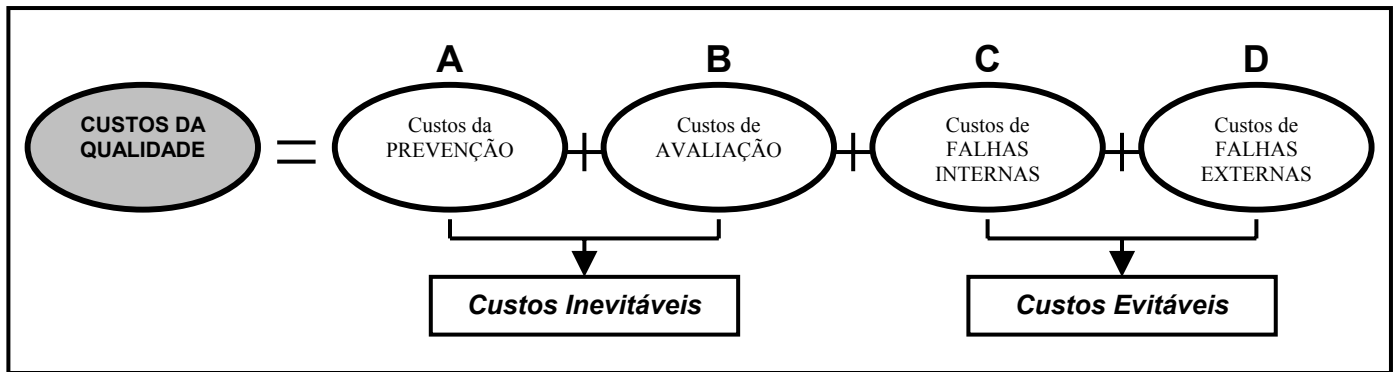 A
B
C
D
CUSTOS DA
QUALIDADE
=
Custos da
PREVENÇÃO
+
Custos de
AVALIAÇÃO
+
Custos de
FALHAS
INTERNAS
+
Custos de
FALHAS
EXTERNAS
Custos Inevitáveis
Custos Evitáveis